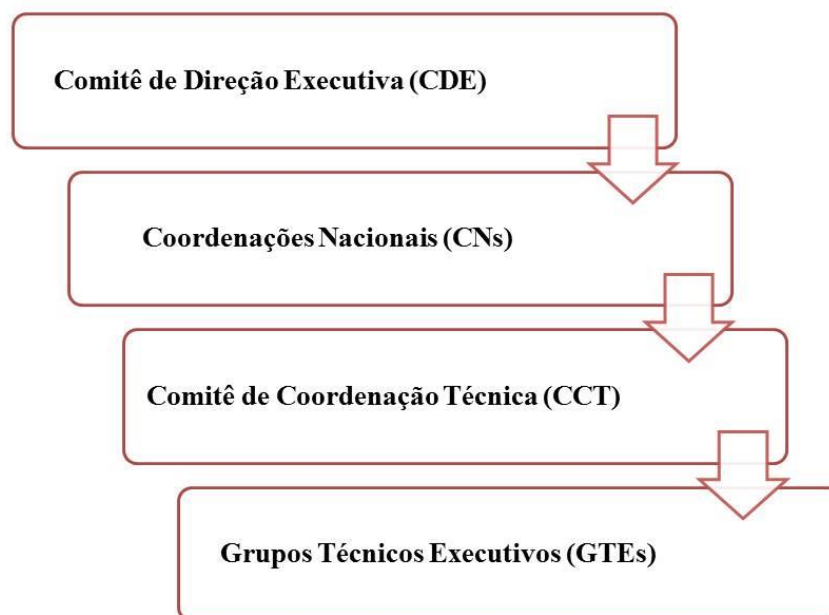 Comitê de Direção Executiva (CDE)
Coordenações Nacionais (CNs)
Comitê de Coordenação Técnica (CCT)
Grupos Técnicos Executivos (GTEs)